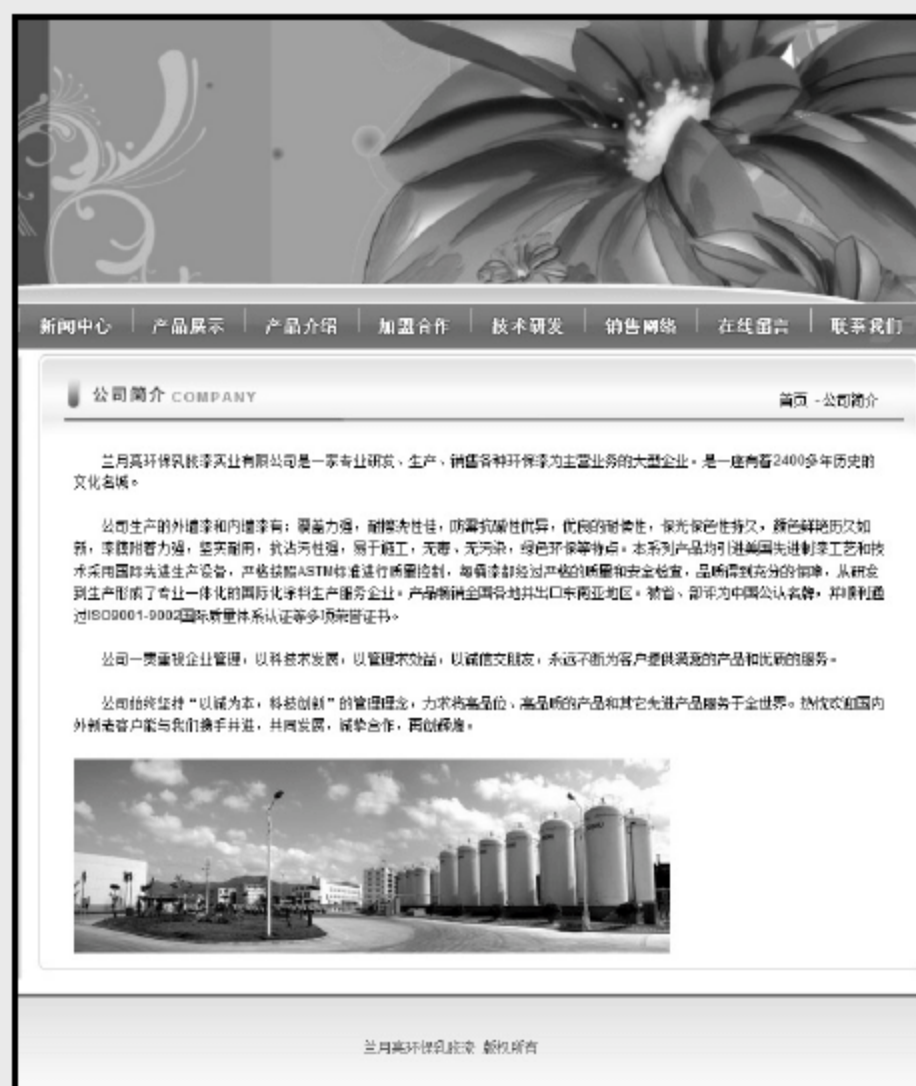 新闻中心 产品展示 产品介绍 加盟合作 技术研发 销售网络 在线留言 联系我们
公司简介 COMPANY
首页 -公司简介
兰月亮环保乳胶漆实业有限公司是一家专业研发、生产、销售各种环保漆为主营业务的大型企业。是一座有着2400多年历史的
文化名城。
公司生产的外墙漆和内墙漆有:覆盖力强,耐擦洗性佳,防霉抗碱性优异,优良的耐候性,保光保色性持久,颜色鲜艳历久如
新,漆膜附着力强,坚实耐用,抗沾污性强,易于施工,无毒、无污染,绿色环保等特点。本系列产品均引进美国先进制漆工艺和技
术采用国际先进生产设备,严格按照ASTM标准进行质量控制,每桶漆都经过严格的质量和安全检查,品质得到充分的保障,从研发
到生产形成了专业一体化的国际化涂料生产服务企业。产品畅销全国各地并出口东南亚地区。被省、部评为中国公认名牌,并顺利通
过ISO9001-9002国际质量体系认证等多项荣誉证书。
公司一贯重视企业管理,以科技求发展,以管理求效益,以诚信交朋友,永远不断为客户提供满意的产品和优质的服务。
公司始终坚持“以诚为本,科技创新”的管理理念,力求将高品位、高品质的产品和其它先进产品服务于全世界。热忱欢迎国内
外新老客户能与我们携手并进,共同发展,诚挚合作,再创辉煌。
兰月亮环保乳胶漆 版权所有